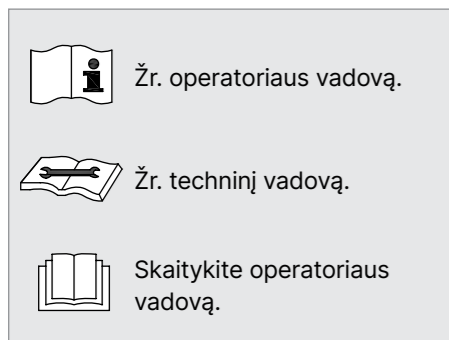 Žr. operatoriaus vadovą.
Žr. techninį vadovą.
Skaitykite operatoriaus
vadovą.